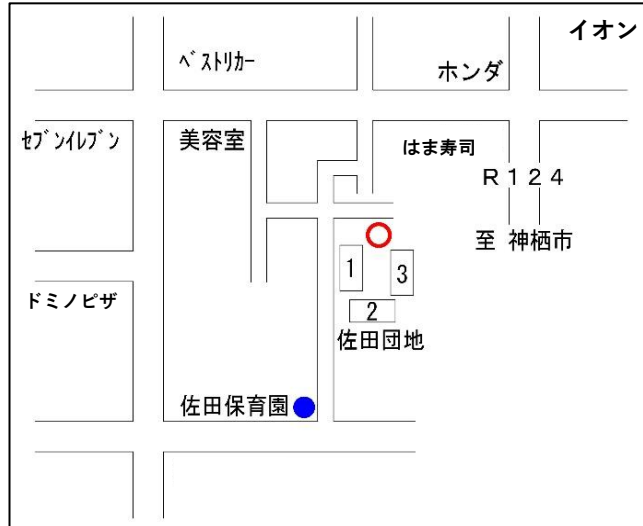 イオン
ベストリカー
ホンダ
セブンイレブン
美容室
はま寿司
R124
至 神栖市
1
3
ドミノピザ
2
佐田団地
佐田保育園